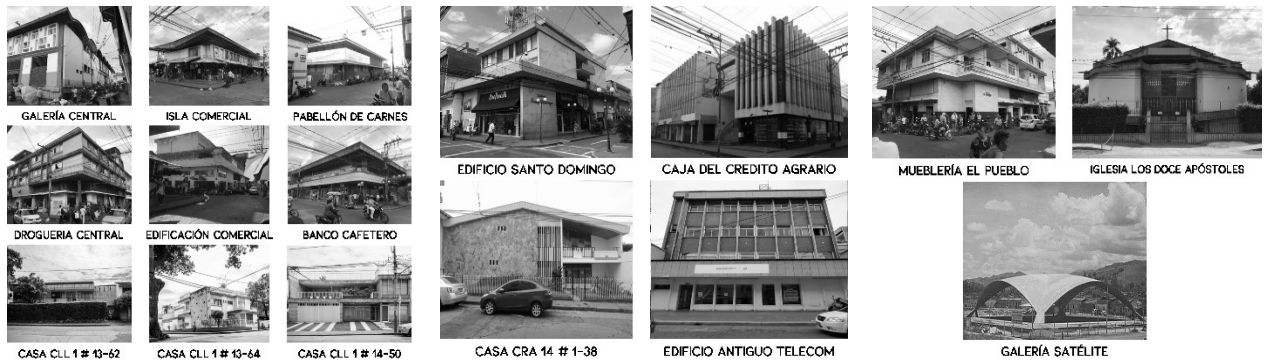 GALERÍA CENTRAL
ISLA COMERCIAL
PABELLÓN DE CARNES
DROGUERIA CENTRAL
EDIFICACIÓN COMERCIAL
BANCO CAFETERO
CASA CLL 1 # 13-62
CASA CLL 1 # 13-64
CASA CLL 1 # 14-50
EDIFICIO SANTO DOMINGO
CAJA DEL CREDITO AGRARIO
CASA CRA 14 # 1-38
EDIFICIO ANTIGUO TELECOM
MUEBLERÍA EL PUEBLO
IGLESIA LOS DOCE APÓSTOLES
GALERÍA SATÉLITE